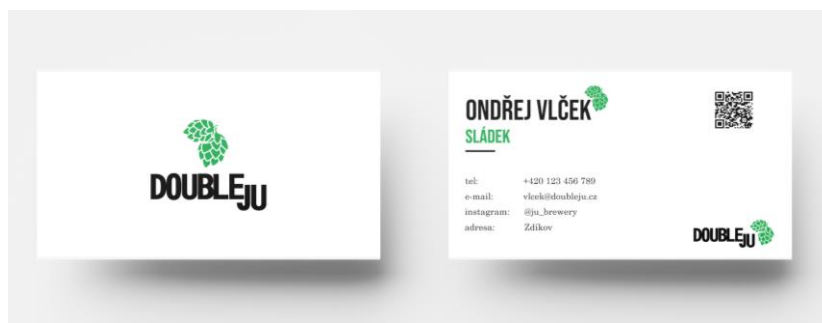 DOUBLEJU
ONDŘEJ VLČEK
SLÁDEK
tel: +420 123 456 789
e-mail: vlcek@doubleju.cz
instagram: @ju_brewery
adresa: Zdíkov
DOUBLEJU